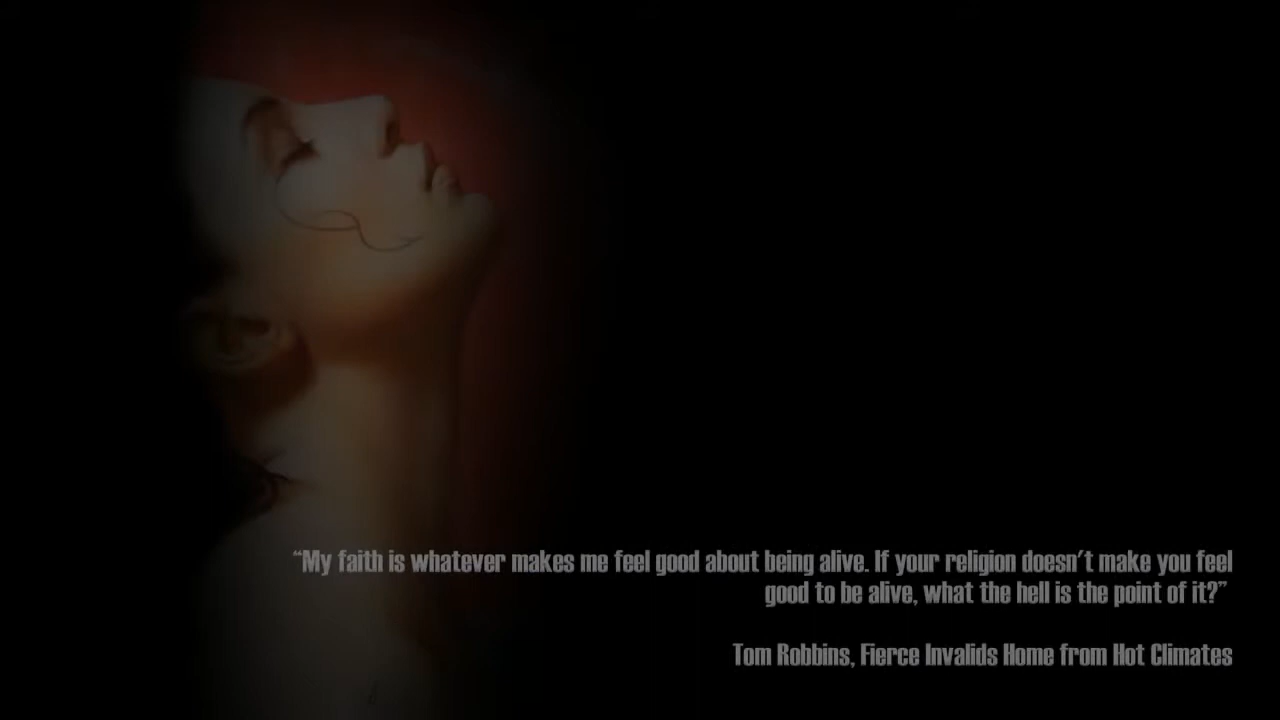 “My faith is whatever makes me feel good about being alive. If your religion doesn't make you feel
good to be alive, what the hell is the point of it?”
Tom Robbins, Fierce Invalids Home from Hot Climates